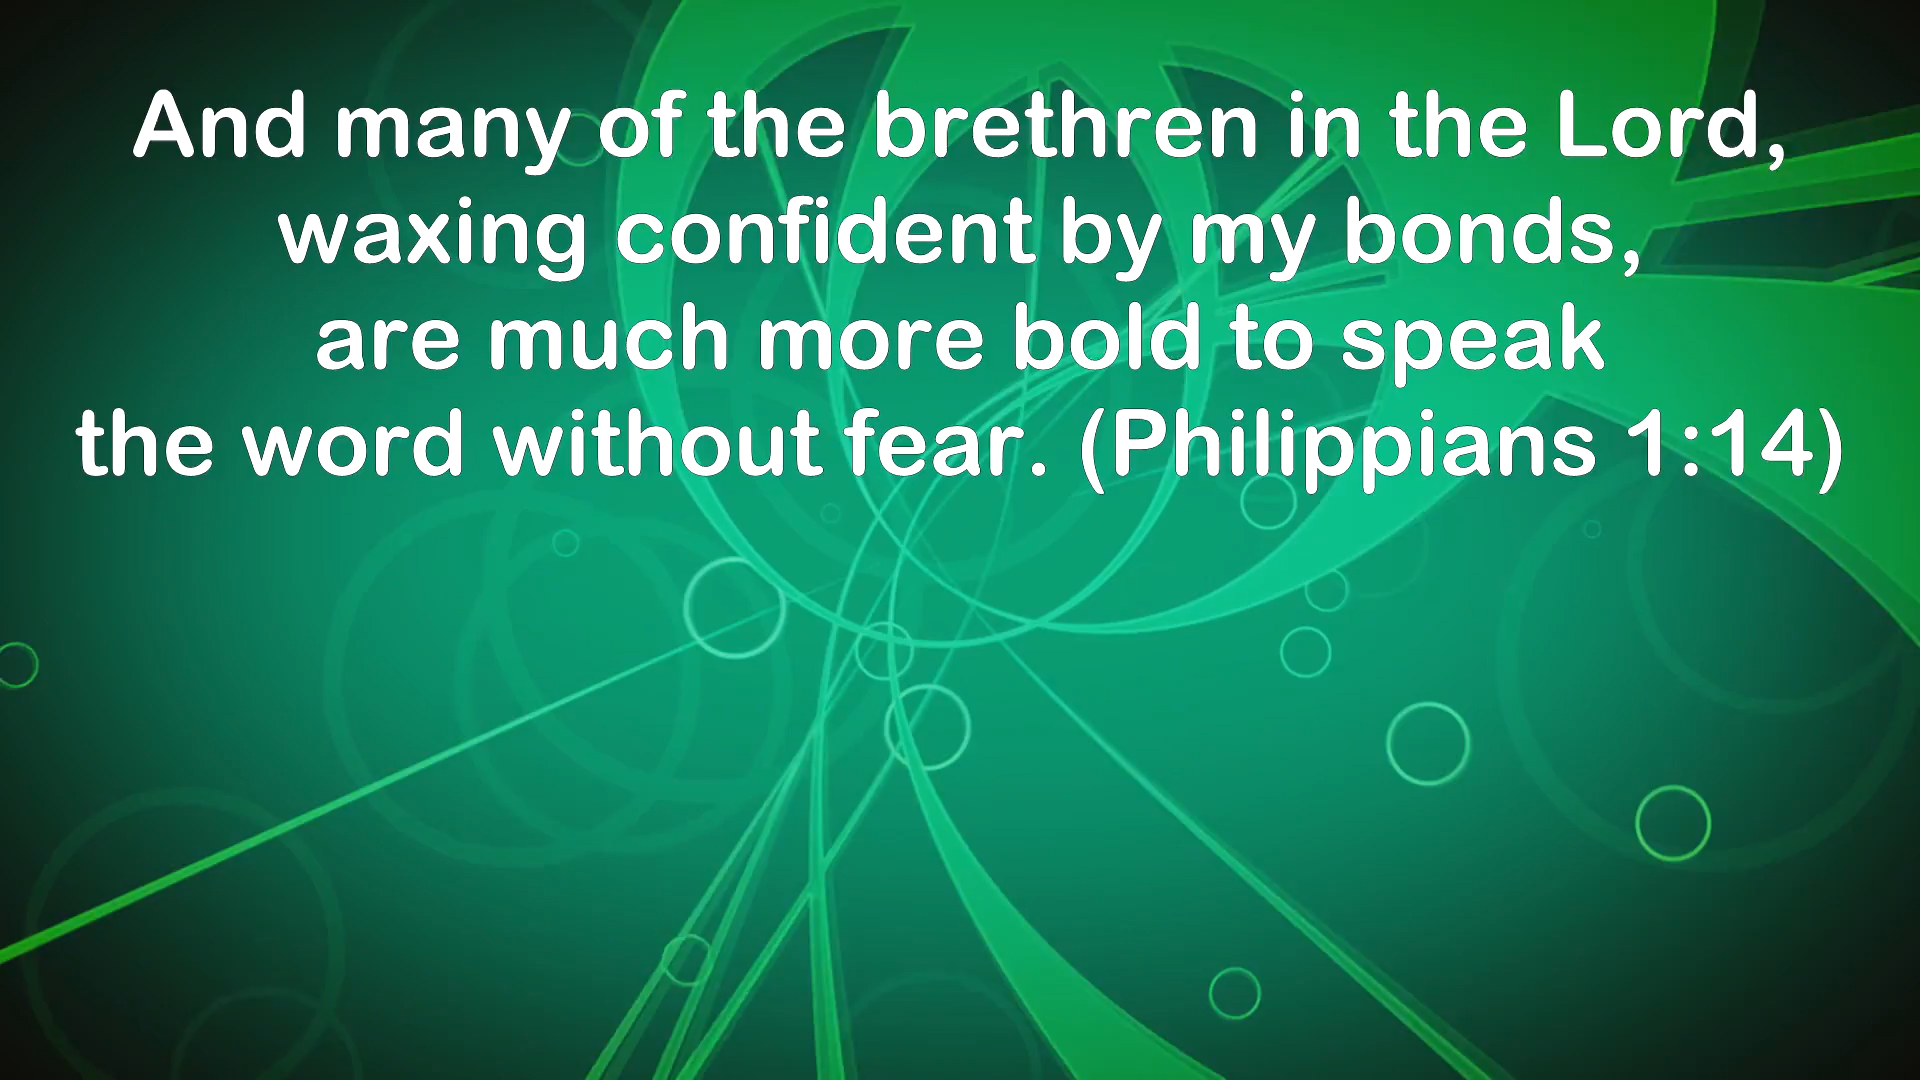 And many of the brethren in the Lord,
waxing confident by my bonds,
are much more bold to speak
the word without fear. (Philippians 1:14)